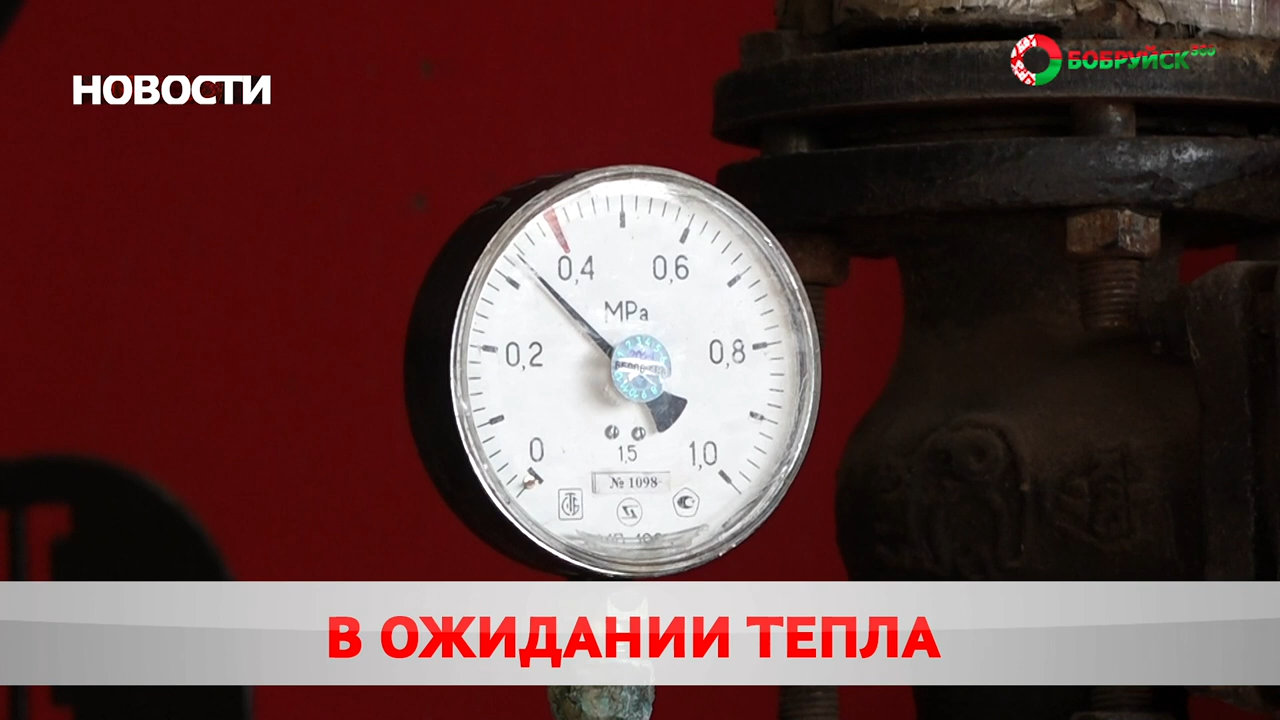 НОВОСТИ
БОБРУЙСК360
0,4 0,6
MPa
0,2 0,8
0 1,0
1,5
№ 1098
В ОЖИДАНИИ ТЕПЛА